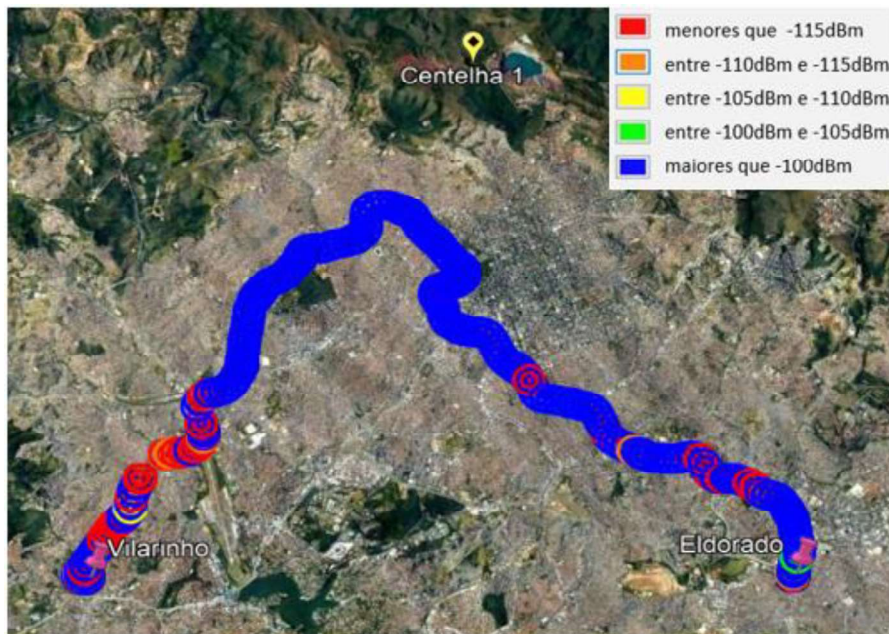 menores que -115dBm
entre -110dBm e -115dBm
entre -105dBm e -110dBm
entre -100dBm e -105dBm
maiores que -100dBm
Centelha 1
Vilarinho
Eldorado